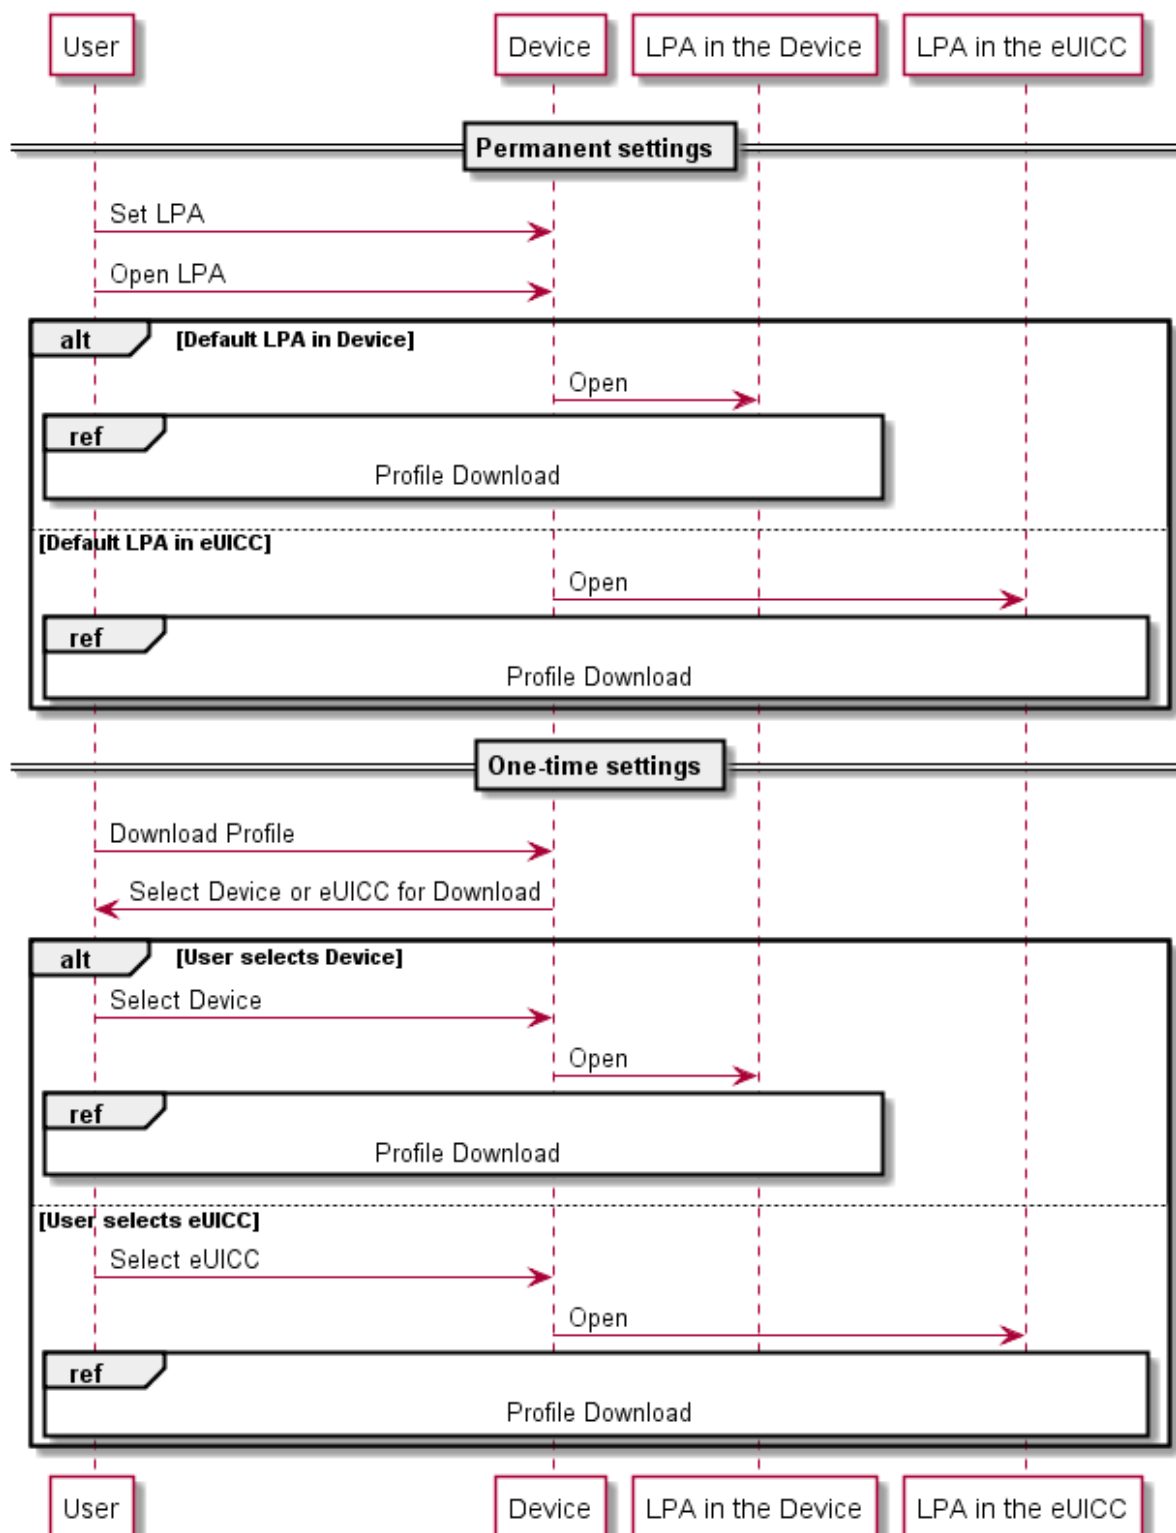 User Device LPA in the Device LPA in the eUICC
Permanent settings
Set LPA
Open LPA
alt [Default LPA in Device]
Open
ref
Profile Download
[Default LPA in eUICC]
Open
ref
Profile Download
One-time settings
Download Profile
Select Device or eUICC for Download
alt [User selects Device]
Select Device
Open
ref
Profile Download
[User selects eUICC]
Select eUICC
Open
ref
Profile Download
User Device LPA in the Device LPA in the eUICC